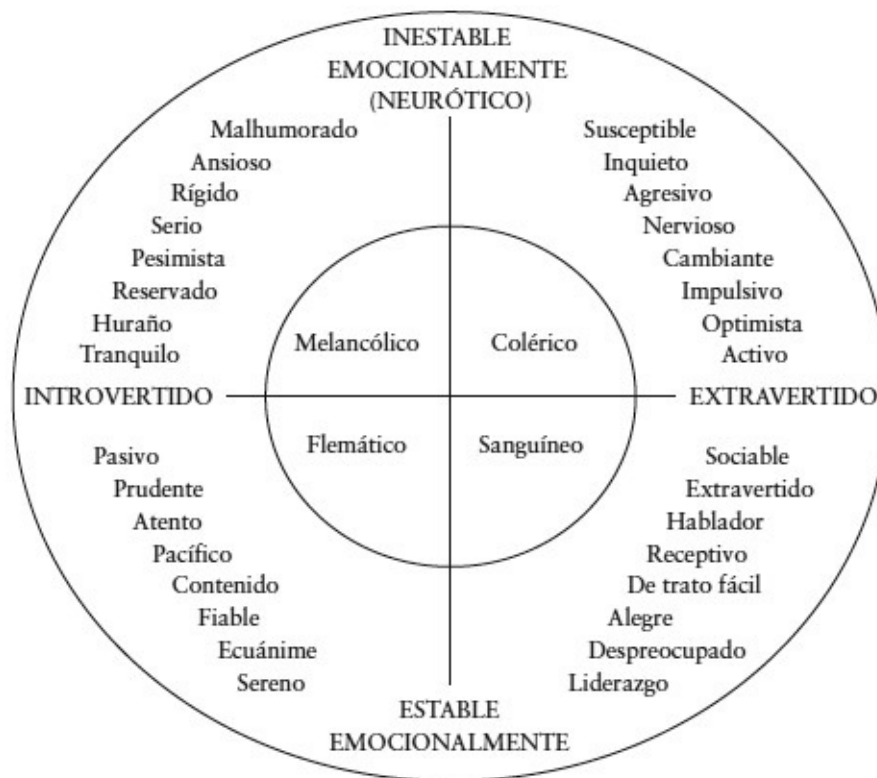 INESTABLE
EMOCIONALMENTE
(NEURÓTICO)
Malhumorado
Ansioso
Rígido
Serio
Pesimista
Reservado
Huraño
Tranquilo
Susceptible
Inquieto
Agresivo
Nervioso
Cambiante
Impulsivo
Optimista
Activo
Melancólico
Colérico
INTROVERTIDO
EXTRAVERTIDO
Flemático
Sanguíneo
Pasivo
Prudente
Atento
Pacífico
Contenido
Fiable
Ecuánime
Sereno
Sociable
Extravertido
Hablador
Receptivo
De trato fácil
Alegre
Despreocupado
Liderazgo
ESTABLE
EMOCIONALMENTE